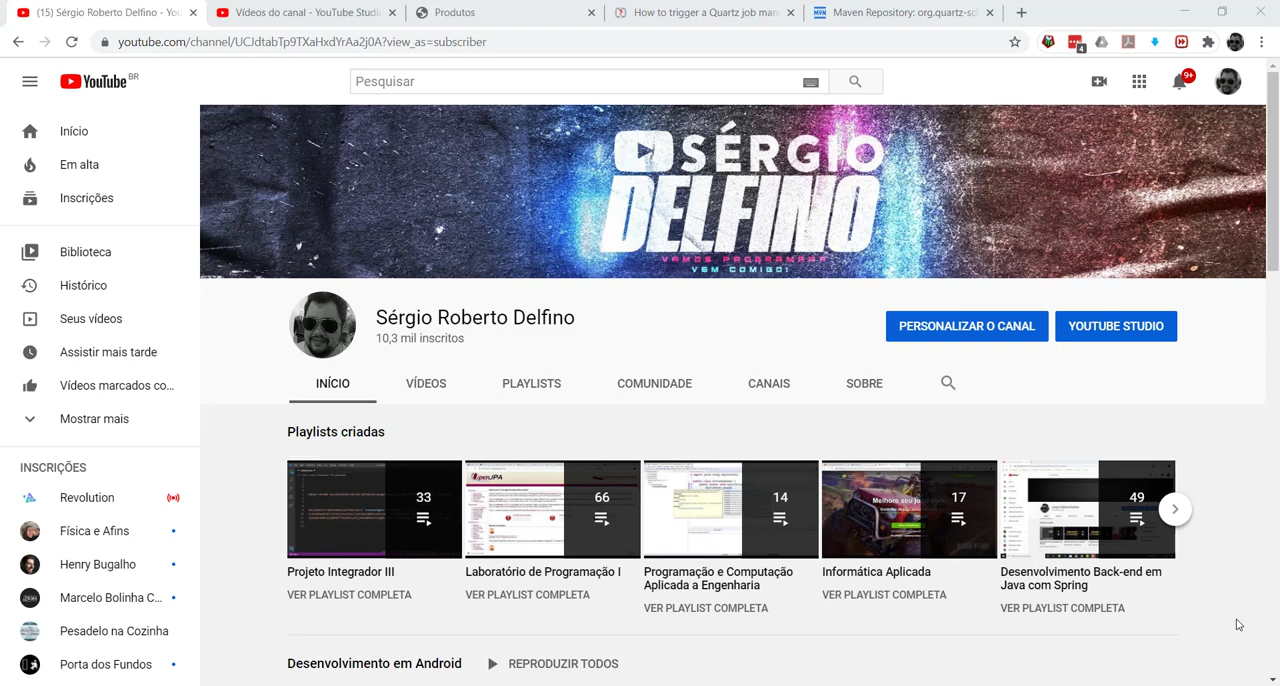 (15) Sérgio Roberto Delfino - You
Vídeos do canal - YouTube Studi
Produtos
How to trigger a Quartz job man
Maven Repository: org.quartz-sc
youtube.com/channel/UCJdtabTp9TXaHxdYrAa2j0A?view_as=subscriber
4
YouTube BR
Pesquisar
9+
Início
Em alta
Inscrições
Biblioteca
Histórico
Seus vídeos
Assistir mais tarde
Vídeos marcados co...
Mostrar mais
INSCRIÇÕES
Revolution
Física e Afins
Henry Bugalho
Marcelo Bolinha C...
Pesadelo na Cozinha
Porta dos Fundos
SÉRGIO
DELFINO
VAMOS PROGRAMAR?
VEM COMIGO!
Sérgio Roberto Delfino
10,3 mil inscritos
PERSONALIZAR O CANAL
YOUTUBE STUDIO
INÍCIO
VÍDEOS
PLAYLISTS
COMUNIDADE
CANAIS
SOBRE
Playlists criadas
33
Projeto Integrador III
VER PLAYLIST COMPLETA
66
Laboratório de Programação I
VER PLAYLIST COMPLETA
14
Programação e Computação
Aplicada a Engenharia
VER PLAYLIST COMPLETA
17
Informática Aplicada
VER PLAYLIST COMPLETA
49
Desenvolvimento Back-end em
Java com Spring
VER PLAYLIST COMPLETA
Desenvolvimento em Android
REPRODUZIR TODOS